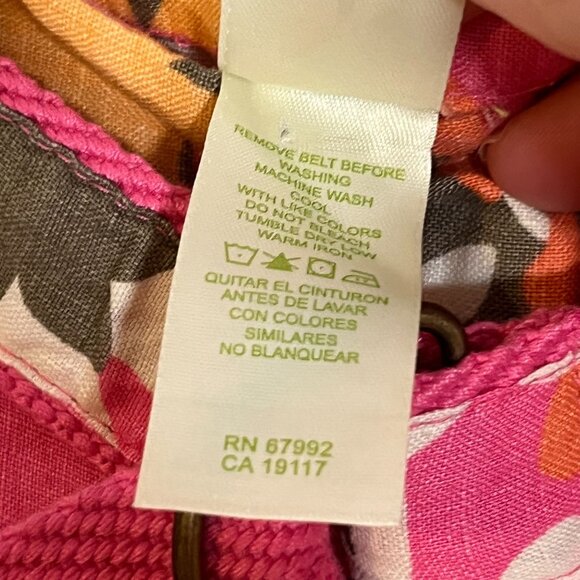 REMOVE BELT BEFORE
WASHING
MACHINE WASH
COOL
WITH LIKE COLORS
DO NOT BLEACH
TUMBLE DRY LOW
WARM IRON
QUITAR EL CINTURON
ANTES DE LAVAR
CON COLORES
SIMILARES
NO BLANQUEAR
RN 67992
CA 19117